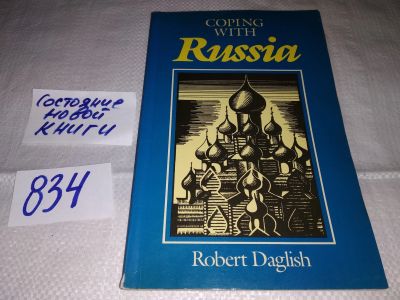 COPING
WITH
Russia
Robert Daglish
Состояние
новой
книги
834